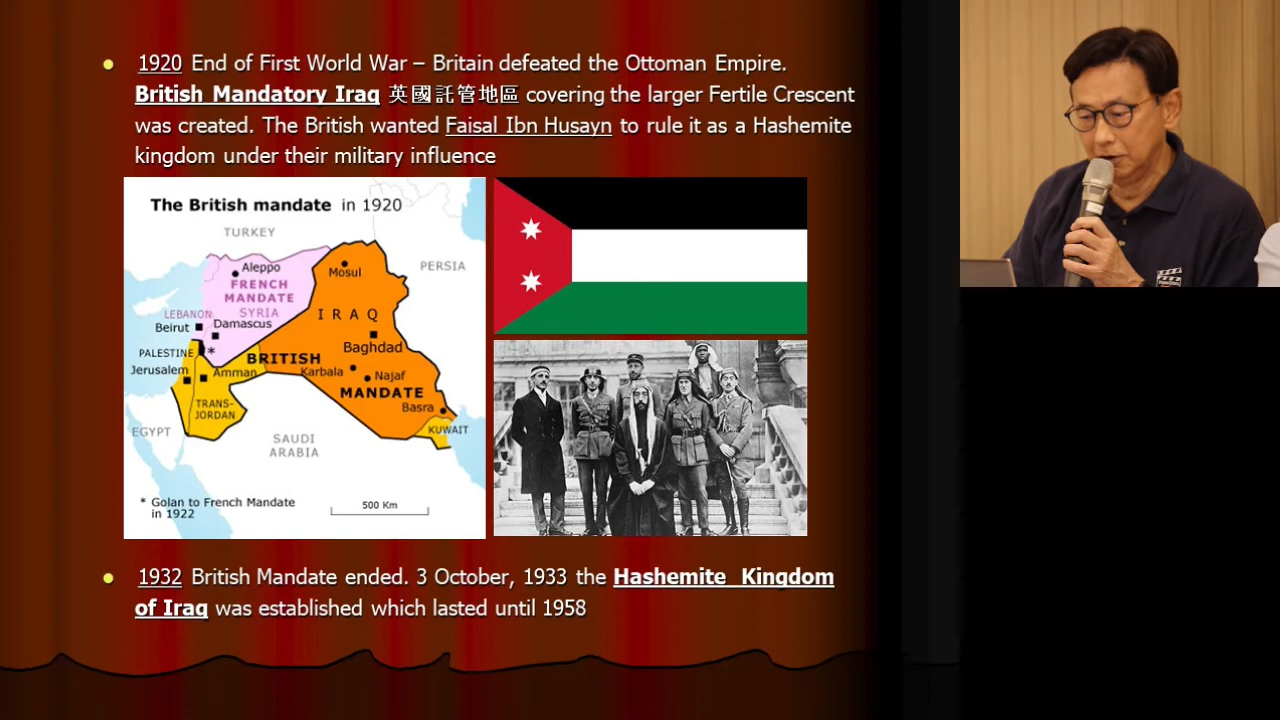 1920 End of First World War – Britain defeated the Ottoman Empire.
British Mandatory Iraq 英國託管地區 covering the larger Fertile Crescent
was created. The British wanted Faisal Ibn Husayn to rule it as a Hashemite
kingdom under their military influence
The British mandate in 1920
TURKEY
Aleppo
Mosul
PERSIA
FRENCH
MANDATE
SYRIA
LEBANON
I R A Q
Beirut
Damascus
PALESTINE
*
Baghdad
BRITISH
Jerusalem
Amman
Karbala
Najaf
MANDATE
TRANS-
JORDAN
Basra
EGYPT
KUWAIT
SAUDI
ARABIA
* Golan to French Mandate
in 1922
500 Km
1932 British Mandate ended. 3 October, 1933 the Hashemite Kingdom
of Iraq was established which lasted until 1958